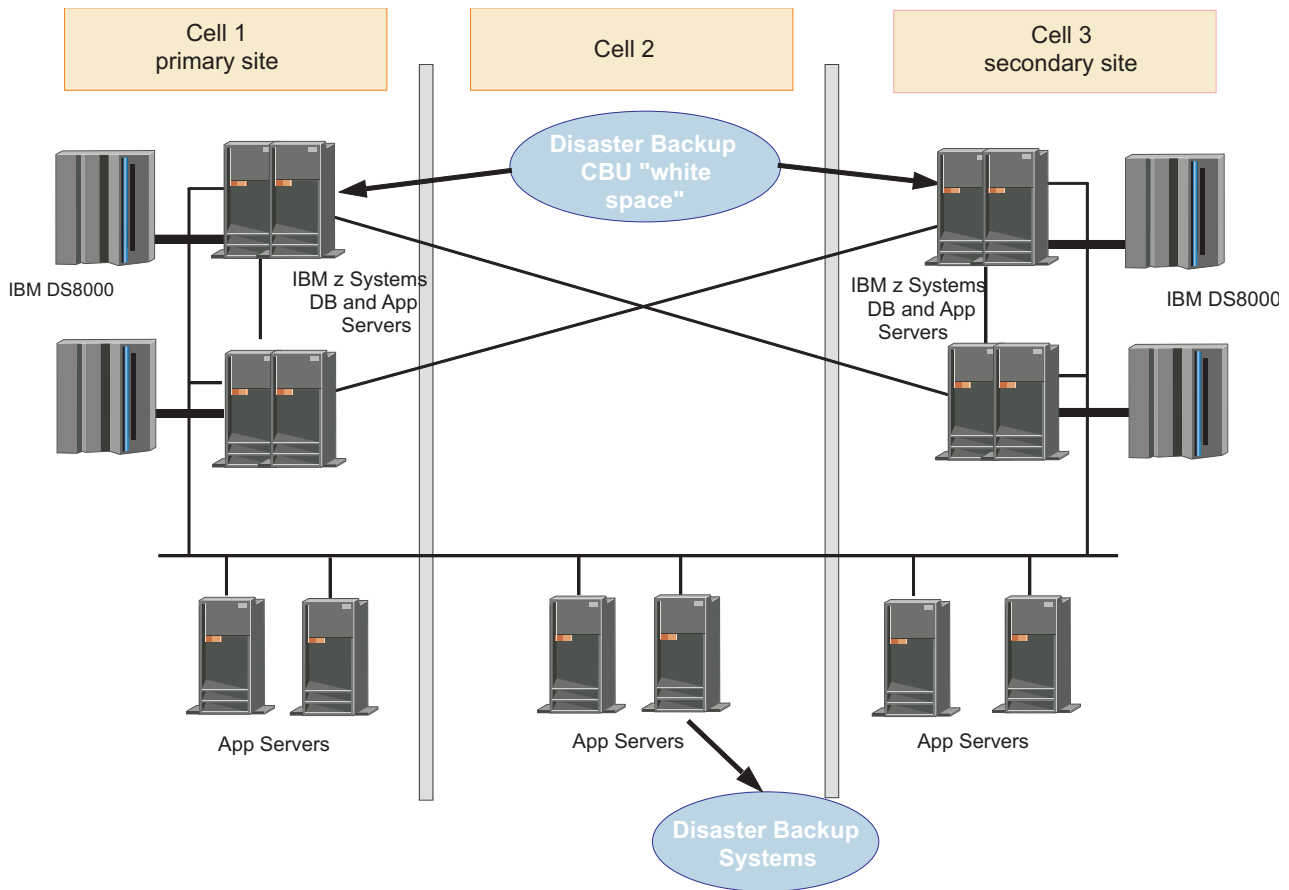 Cell 1
primary site
Cell 2
Cell 3
secondary site
Disaster Backup
CBU "white
space"
IBM DS8000
IBM z Systems
DB and App
Servers
IBM z Systems
DB and App
Servers
IBM DS8000
App Servers
App Servers
App Servers
Disaster Backup
Systems